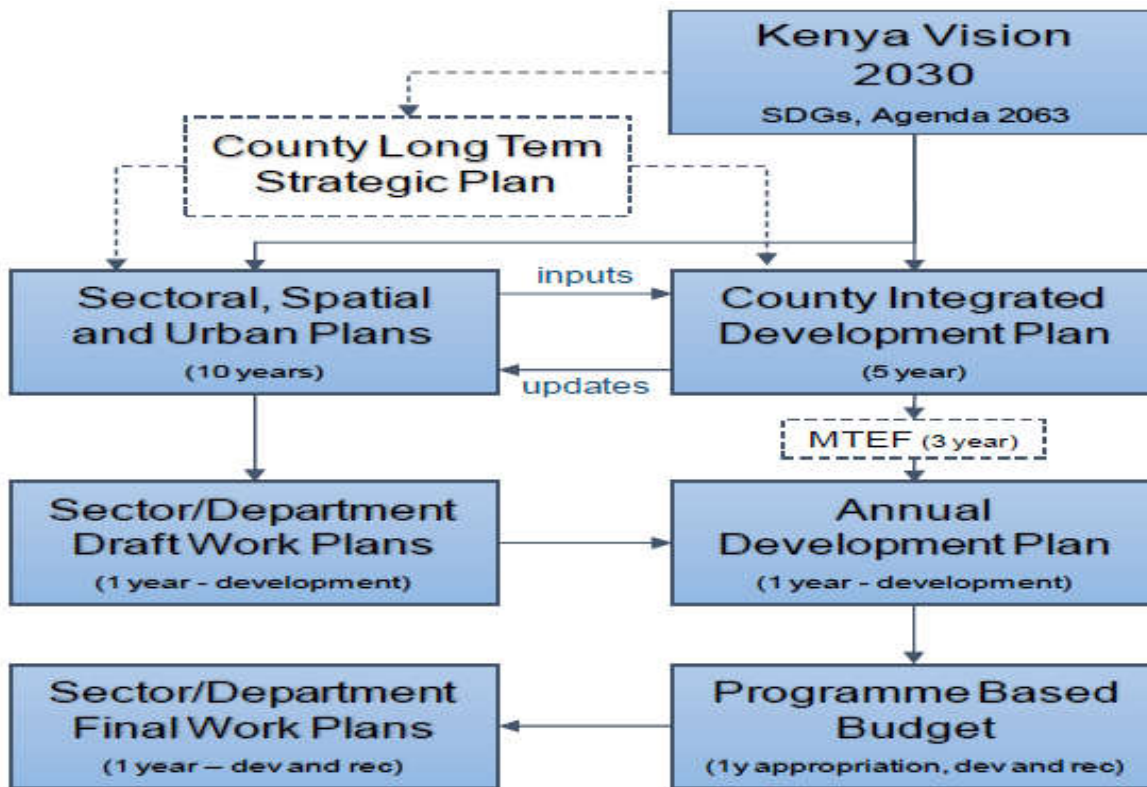 Kenya Vision
2030
SDGs, Agenda 2063
County Long Term
Strategic Plan
Sectoral, Spatial
and Urban Plans
(10 years)
inputs
updates
County Integrated
Development Plan
(5 year)
MTEF (3 year)
Sector/Department
Draft Work Plans
(1 year - development)
Annual
Development Plan
(1 year - development)
Sector/Department
Final Work Plans
(1 year – dev and rec)
Programme Based
Budget
(1y appropriation, dev and rec)